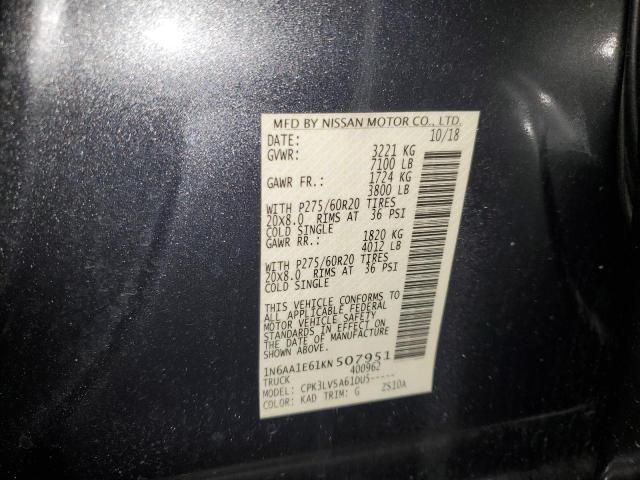 MFD BY NISSAN MOTOR CO., LTD.
DATE: 10/18
GVWR: 3221 KG
7100 LB
GAWR FR.: 1724 KG
3800 LB
WITH P275/60R20 TIRES
20X8.0 RIMS AT 36 PSI
COLD SINGLE
GAWR RR.: 1820 KG
4012 LB
WITH P275/60R20 TIRES
20X8.0 RIMS AT 36 PSI
COLD SINGLE
THIS VEHICLE CONFORMS TO
ALL APPLICABLE FEDERAL
MOTOR VEHICLE SAFETY
STANDARDS IN EFFECT ON
THE DATE OF MANUFACTURE
SHOWN ABOVE.
1N6AA1E61KN507951
TRUCK 400962
MODEL: CPK3LVSA61DUS-----
COLOR: KAD TRIM: G ZS10A